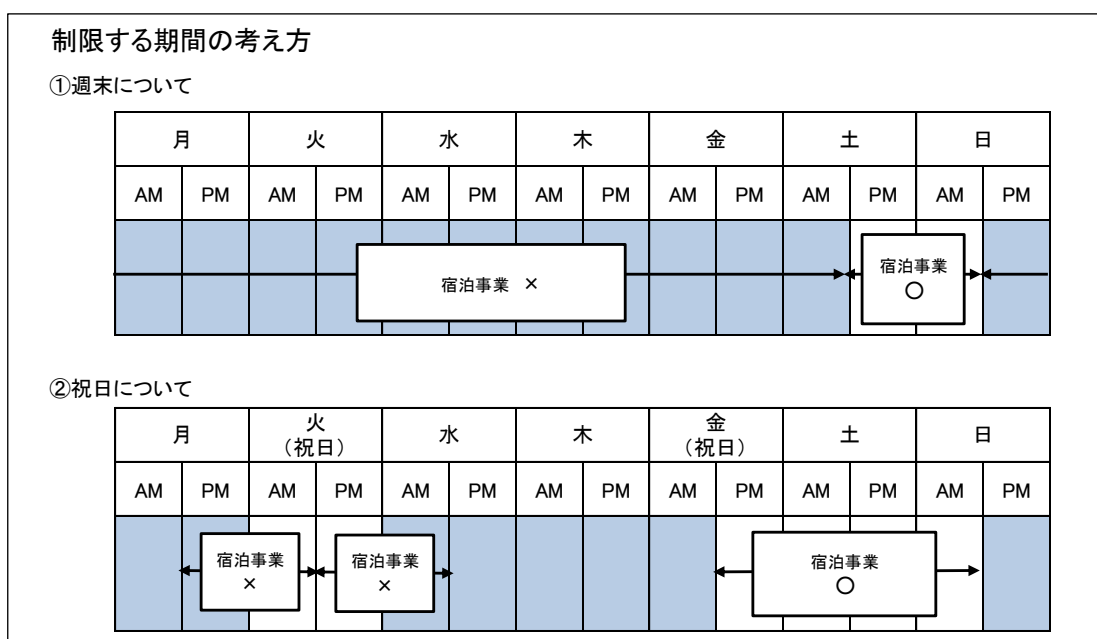 制限する期間の考え方
①週末について
月 火 水 木 金 土 日
AM PM AM PM AM PM AM PM AM PM AM PM AM PM
宿泊事業 ×
宿泊事業
○
②祝日について
月 火 水 木 金 土 日
（祝日） （祝日）
AM PM AM PM AM PM AM PM AM PM AM PM AM PM
宿泊事業
×
宿泊事業
×
宿泊事業
○